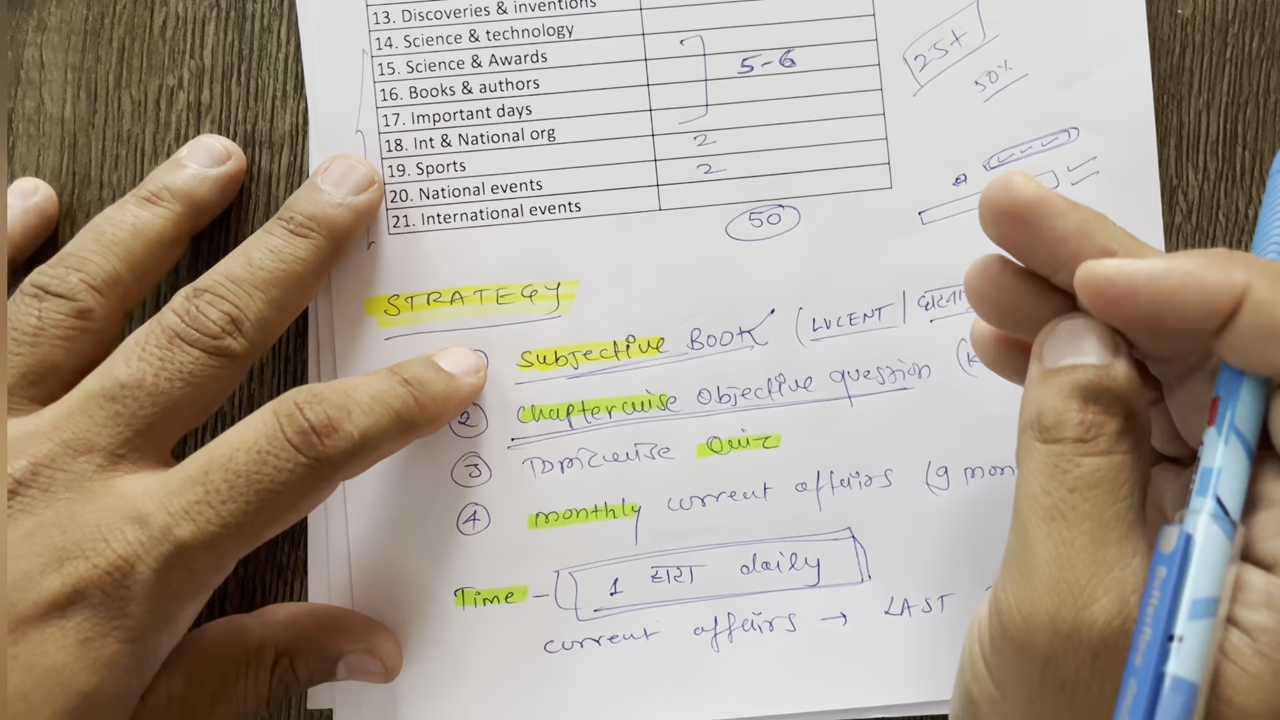 13. Discoveries & inventions
14. Science & technology
15. Science & Awards
16. Books & authors
17. Important days
5-6
18. Int & National org 2
19. Sports 2
20. National events
21. International events
50
25+
50%
STRATEGY
subjective BOOK (LUCENT |
2 chapterwise objective question (K
3 Topicwise Quiz
4 monthly current affairs (9 mon
Time - 1 घंटा daily
current affairs → LAST